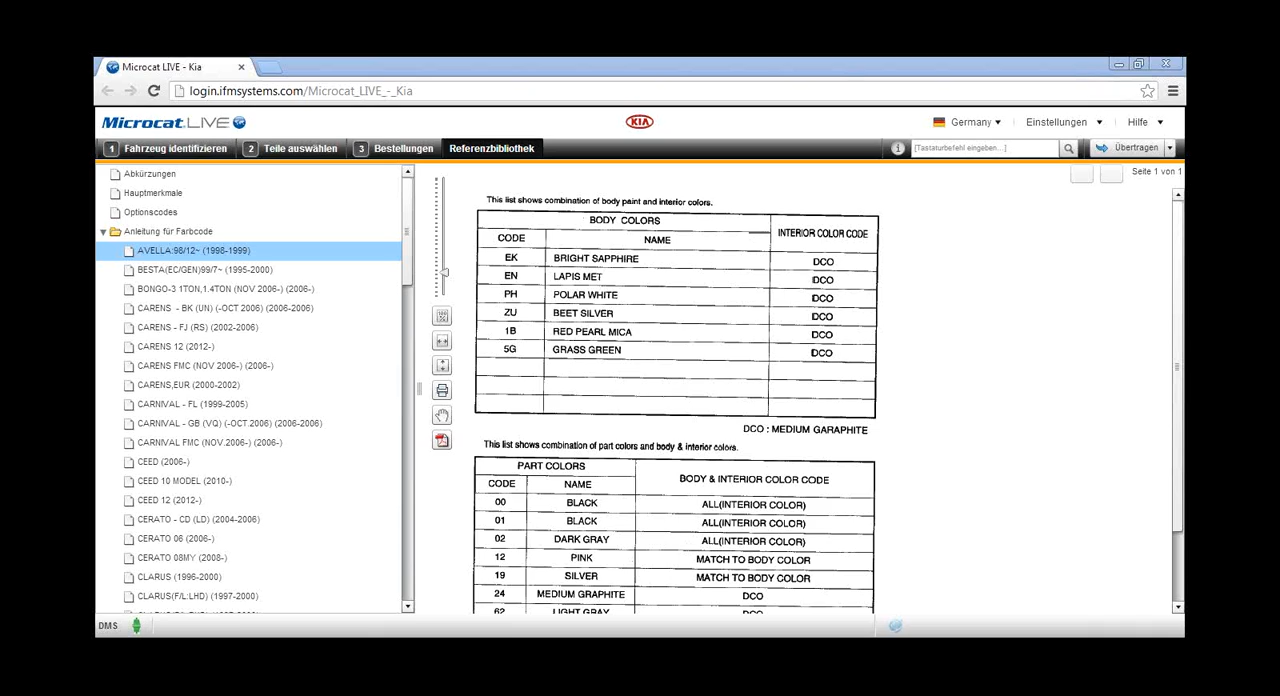 Microcat LIVE - Kia
login.ifmsystems.com/Microcat_LIVE_-_Kia
Microcat.LIVE
KIA
Germany
Einstellungen
Hilfe
1 Fahrzeug identifizieren
2 Teile auswählen
3 Bestellungen
Referenzbibliothek
[Tastaturbefehl eingeben...]
Übertragen
Abkürzungen
Hauptmerkmale
Optionscodes
Anleitung für Farbcode
AVELLA:98/12~ (1998-1999)
BESTA(EC/GEN)99/7~ (1995-2000)
BONGO-3 1TON,1.4TON (NOV 2006-) (2006-)
CARENS - BK (UN) (-OCT 2006) (2006-2006)
CARENS - FJ (RS) (2002-2006)
CARENS 12 (2012-)
CARENS FMC (NOV 2006-) (2006-)
CARENS,EUR (2000-2002)
CARNIVAL - FL (1999-2005)
CARNIVAL - GB (VQ) (-OCT.2006) (2006-2006)
CARNIVAL FMC (NOV.2006-) (2006-)
CEED (2006-)
CEED 10 MODEL (2010-)
CEED 12 (2012-)
CERATO - CD (LD) (2004-2006)
CERATO 06 (2006-)
CERATO 08MY (2008-)
CLARUS (1996-2000)
CLARUS(F/L:LHD) (1997-2000)
Seite 1 von 1
This list shows combination of body paint and interior colors.
BODY COLORS
INTERIOR COLOR CODE
CODE NAME
EK BRIGHT SAPPHIRE DCO
EN LAPIS MET DCO
PH POLAR WHITE DCO
ZU BEET SILVER DCO
1B RED PEARL MICA DCO
5G GRASS GREEN DCO
DCO : MEDIUM GARAPHITE
This list shows combination of part colors and body & interior colors.
PART COLORS
BODY & INTERIOR COLOR CODE
CODE NAME
00 BLACK ALL(INTERIOR COLOR)
01 BLACK ALL(INTERIOR COLOR)
02 DARK GRAY ALL(INTERIOR COLOR)
12 PINK MATCH TO BODY COLOR
19 SILVER MATCH TO BODY COLOR
24 MEDIUM GRAPHITE DCO
62 LIGHT GRAY DCO
DMS